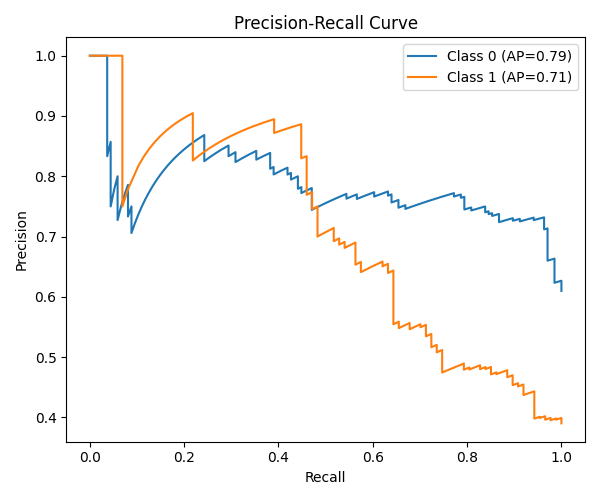 Precision-Recall Curve
Class 0 (AP=0.79)
Class 1 (AP=0.71)
Precision
1.0
0.9
0.8
0.7
0.6
0.5
0.4
0.0 0.2 0.4 0.6 0.8 1.0
Recall